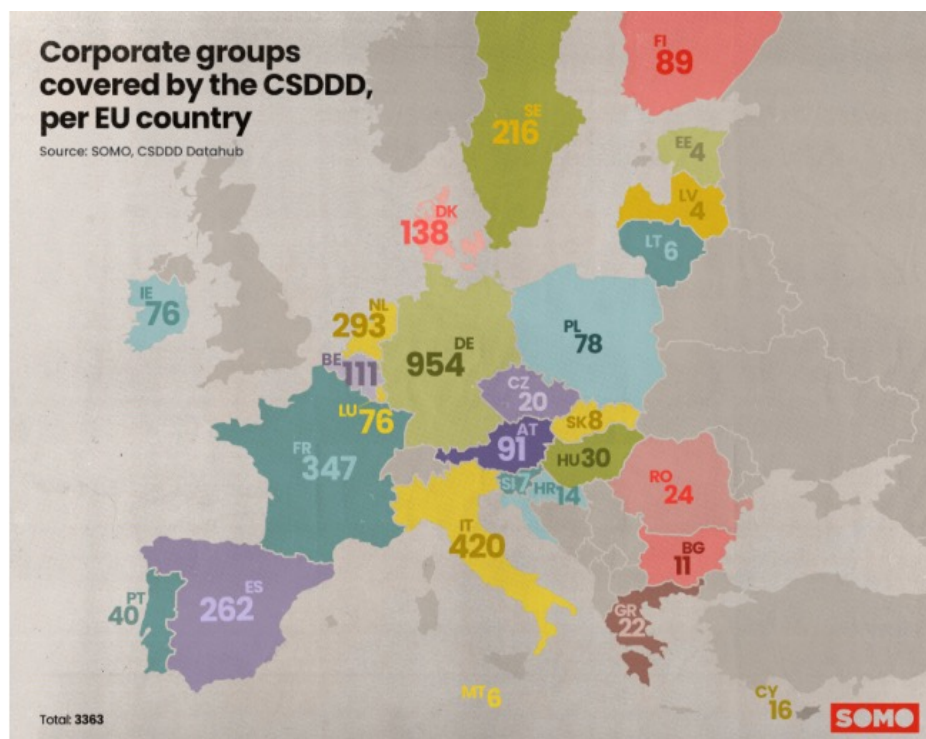 Corporate groups
covered by the CSDDD,
per EU country
Source: SOMO, CSDDD Datahub
FI
89
SE
216
EE 4
LV
4
LT 6
DK
138
IE
76
NL
293
BE
111
DE
954
PL
78
LU 76
CZ
20
SK 8
AT
91
HU 30
FR
347
SI 7
HR 14
RO
24
IT
420
BG
11
ES
262
PT
40
GR
22
MT 6
CY
16
Total: 3363
SOMO